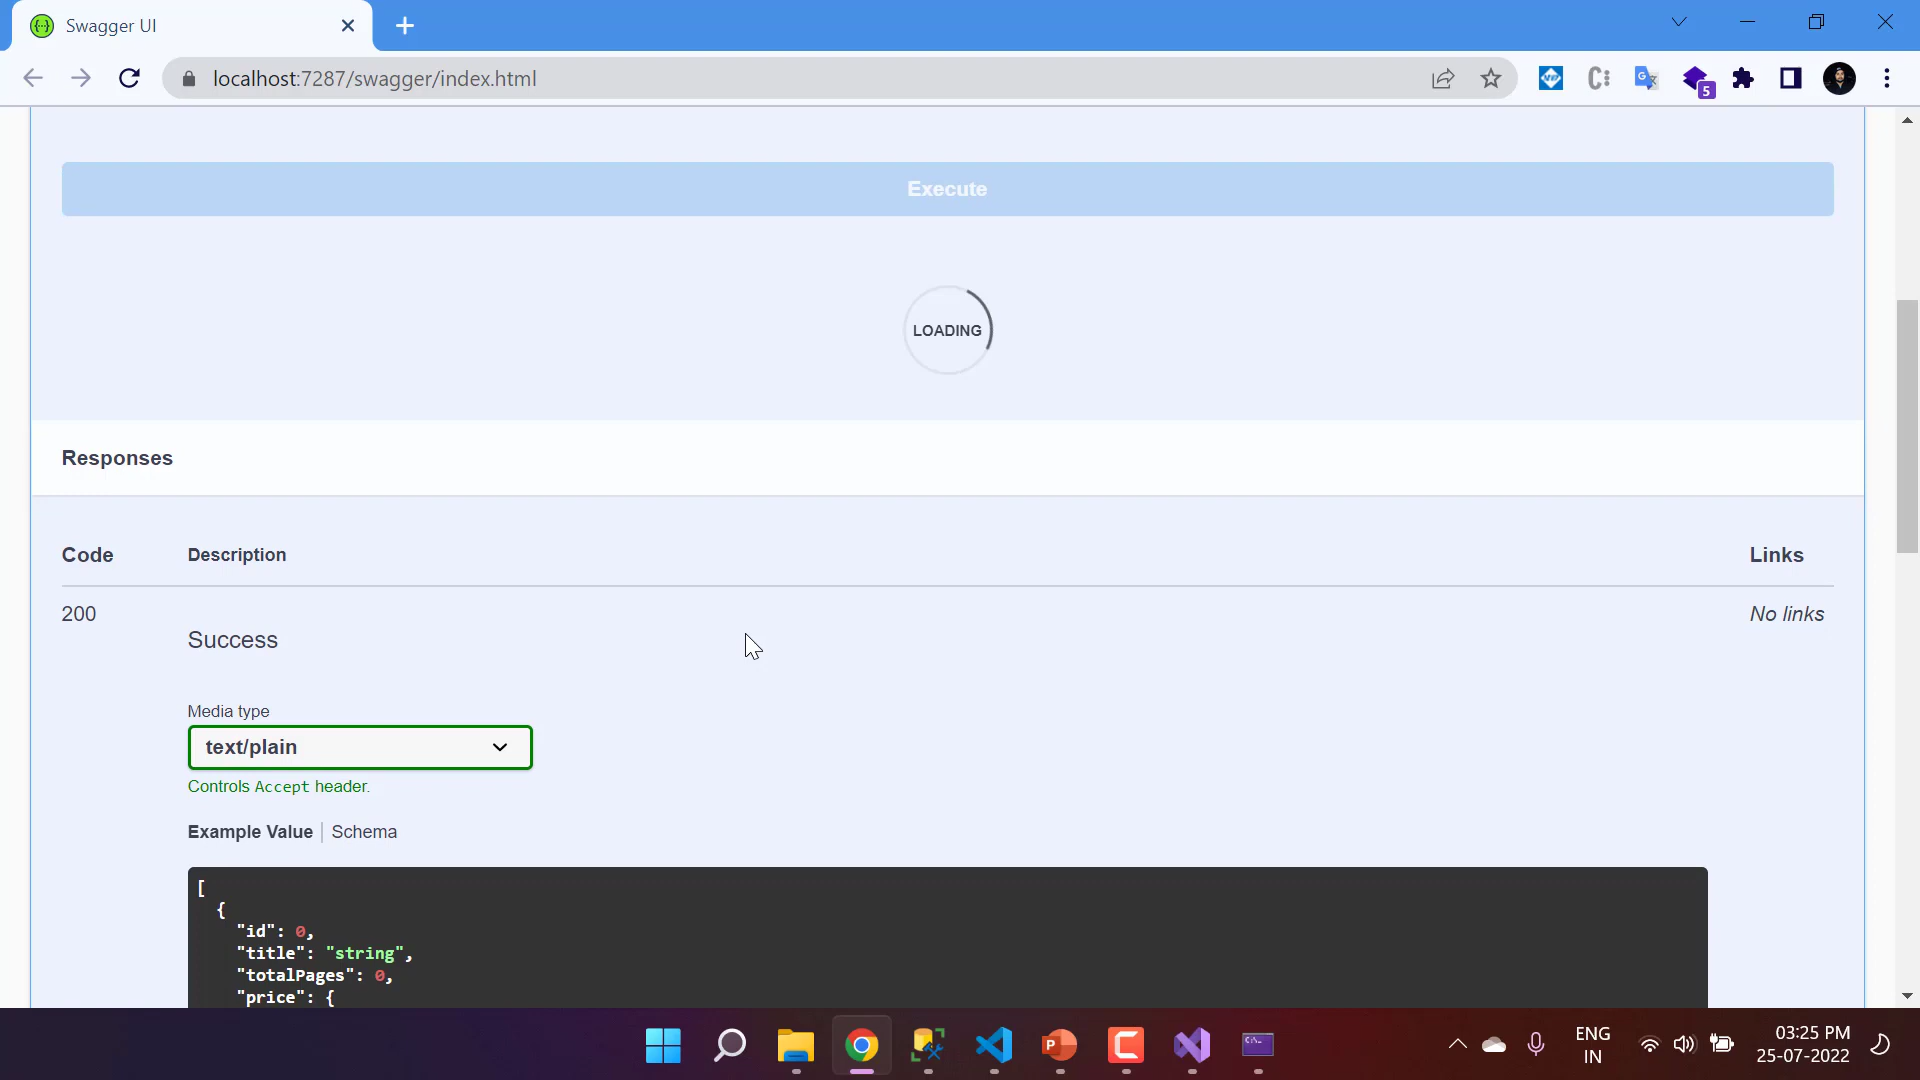 Swagger UI
localhost:7287/swagger/index.html
5
Execute
LOADING
Responses
Code Description Links
200 No links
Success
Media type
text/plain
Controls Accept header.
Example Value Schema
[
{
"id": 0,
"title": "string",
"totalPages": 0,
"price": {
ENG
IN
03:25 PM
25-07-2022